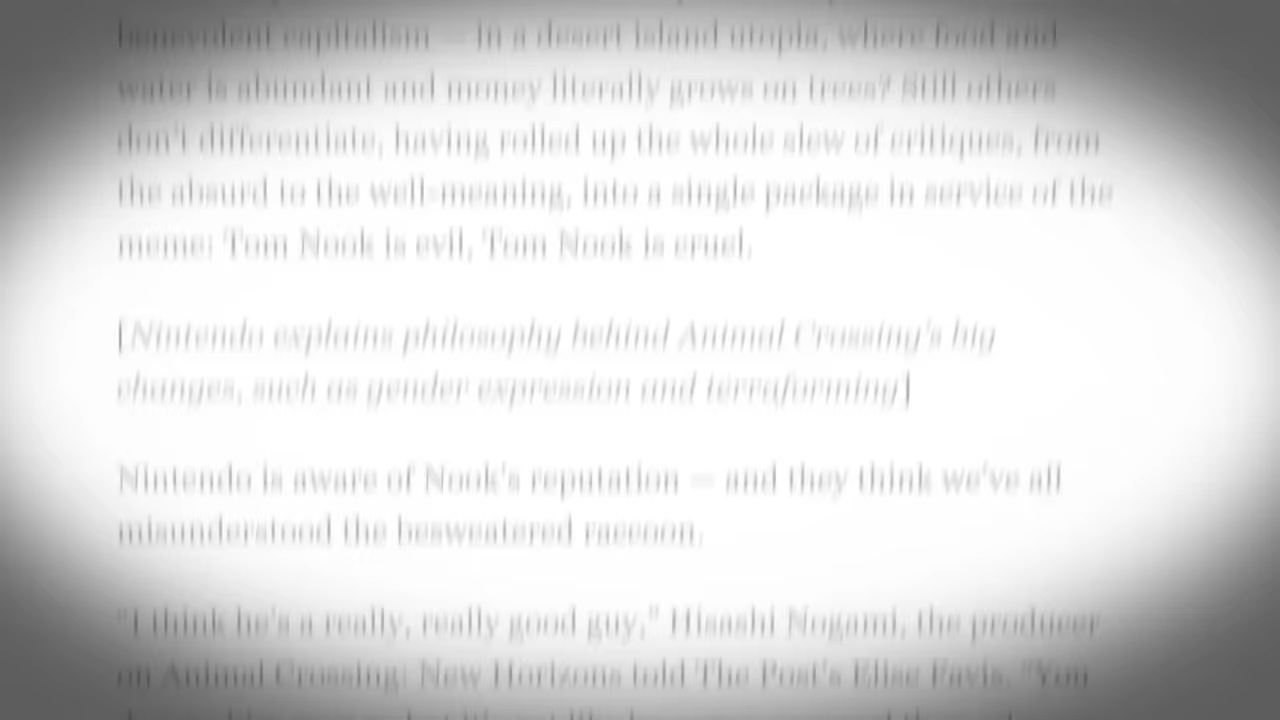 benevolent capitalism — in a desert island utopia, where food and
water is abundant and money literally grows on trees? Still others
don't differentiate, having rolled up the whole slew of critiques, from
the absurd to the well-meaning, into a single package in service of the
meme: Tom Nook is evil, Tom Nook is cruel.
[Nintendo explains philosophy behind Animal Crossing's big
changes, such as gender expression and terraforming]
Nintendo is aware of Nook's reputation — and they think we've all
misunderstood the besweatered raccoon.
"I think he's a really, really good guy," Hisashi Nogami, the producer
on Animal Crossing: New Horizons told The Post's Elise Favis. "You